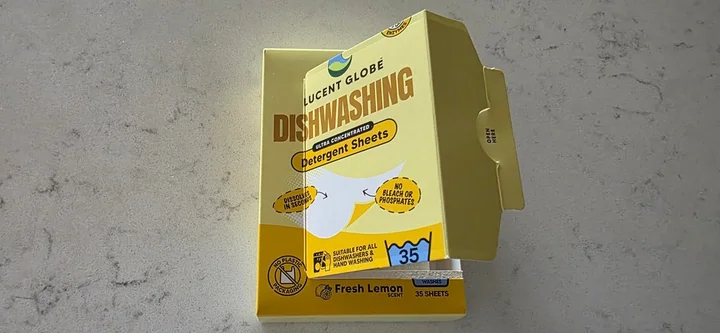 ENZYMES
LUCENT GLOBE
DISHWASHING
ULTRA CONCENTRATED
Detergent Sheets
DISSOLVES
IN SECONDS
NO
BLEACH OR
PHOSPHATES
OPEN
HERE
SUITABLE FOR ALL
DISHWASHERS &
HAND WASHING
35
WASHES
NO PLASTIC
PACKAGING
Fresh Lemon
SCENT
35 SHEETS